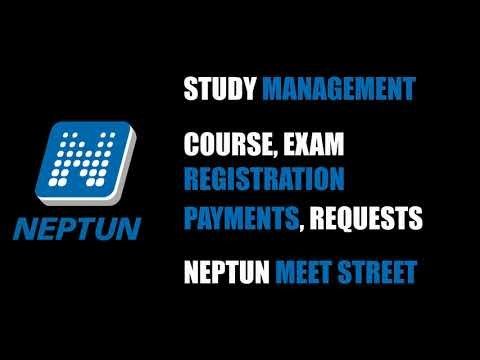 STUDY MANAGEMENT
COURSE, EXAM
REGISTRATION
PAYMENTS, REQUESTS
NEPTUN MEET STREET
N
NEPTUN